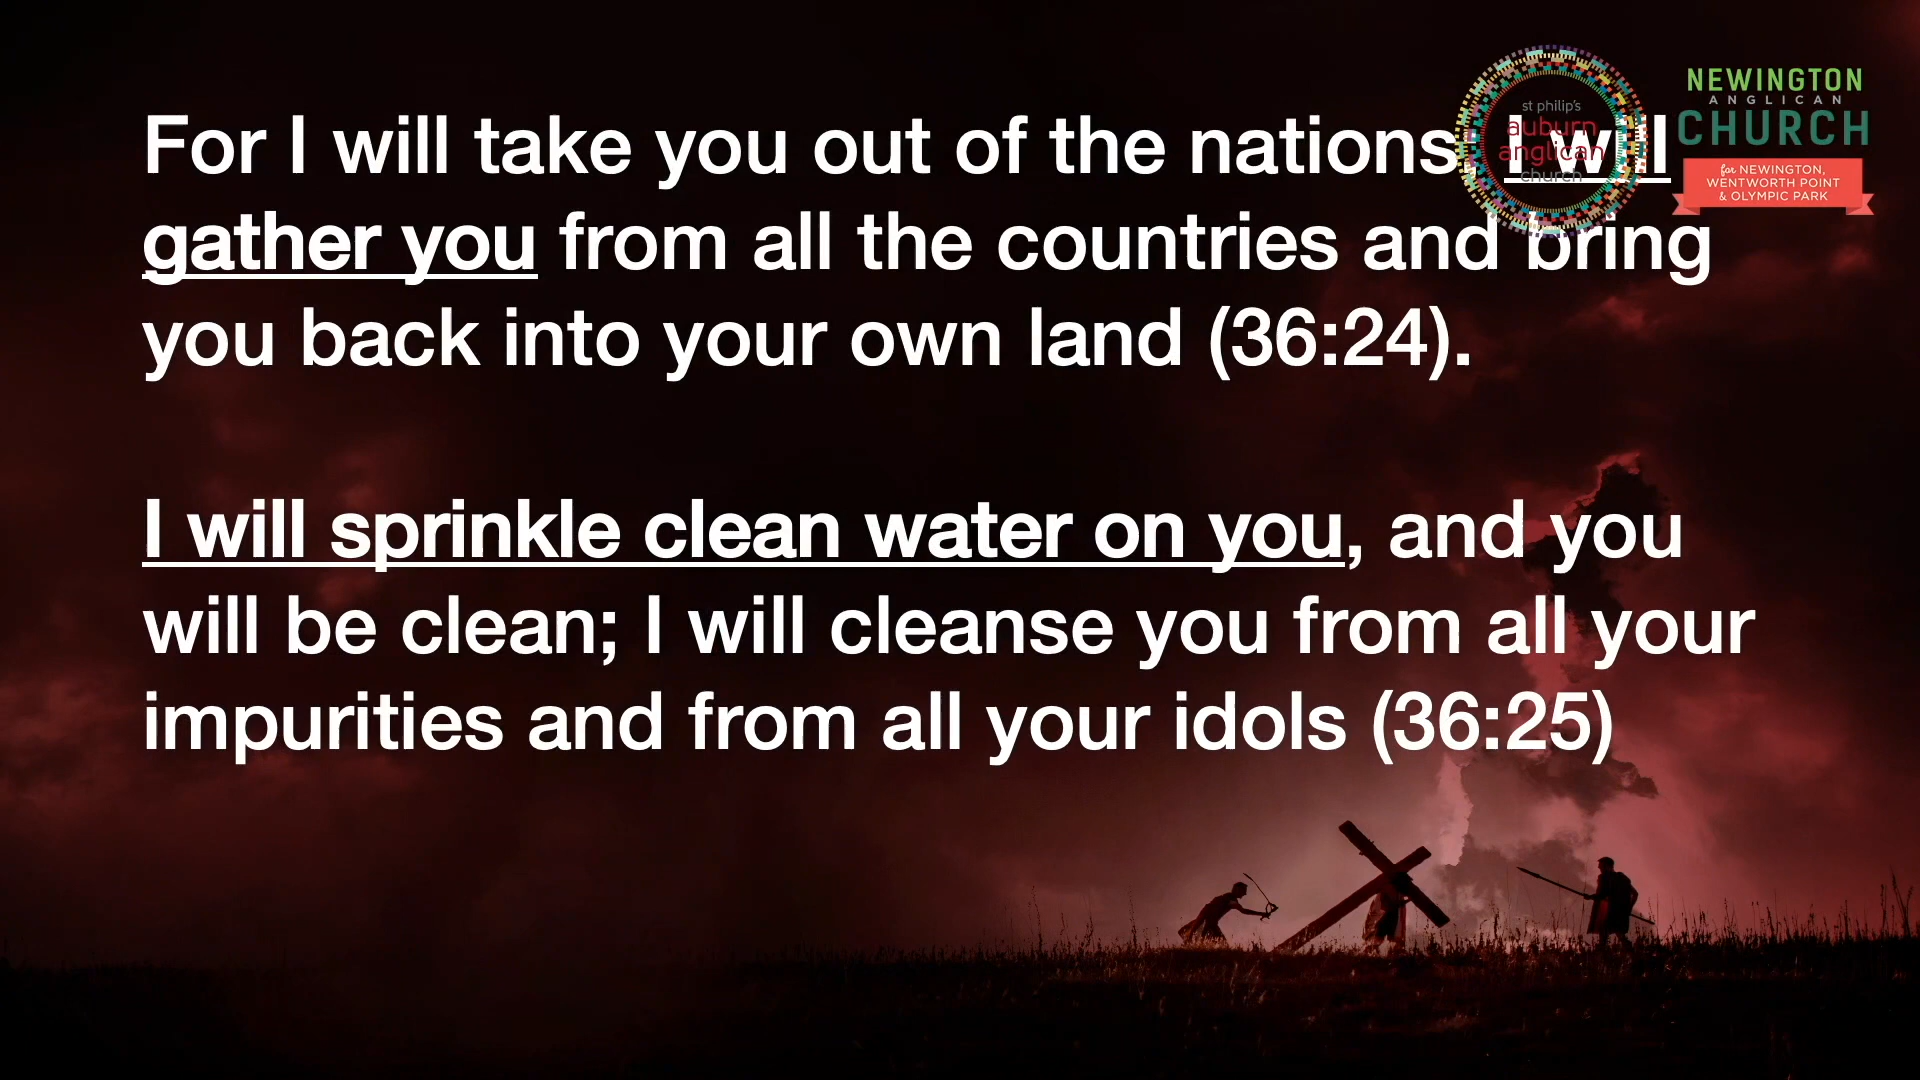 For I will take you out of the nations; I will
gather you from all the countries and bring
you back into your own land (36:24).
I will sprinkle clean water on you, and you
will be clean; I will cleanse you from all your
impurities and from all your idols (36:25)
st philip's
auburn
anglican
church
NEWINGTON
ANGLICAN
CHURCH
for NEWINGTON,
WENTWORTH POINT
& OLYMPIC PARK